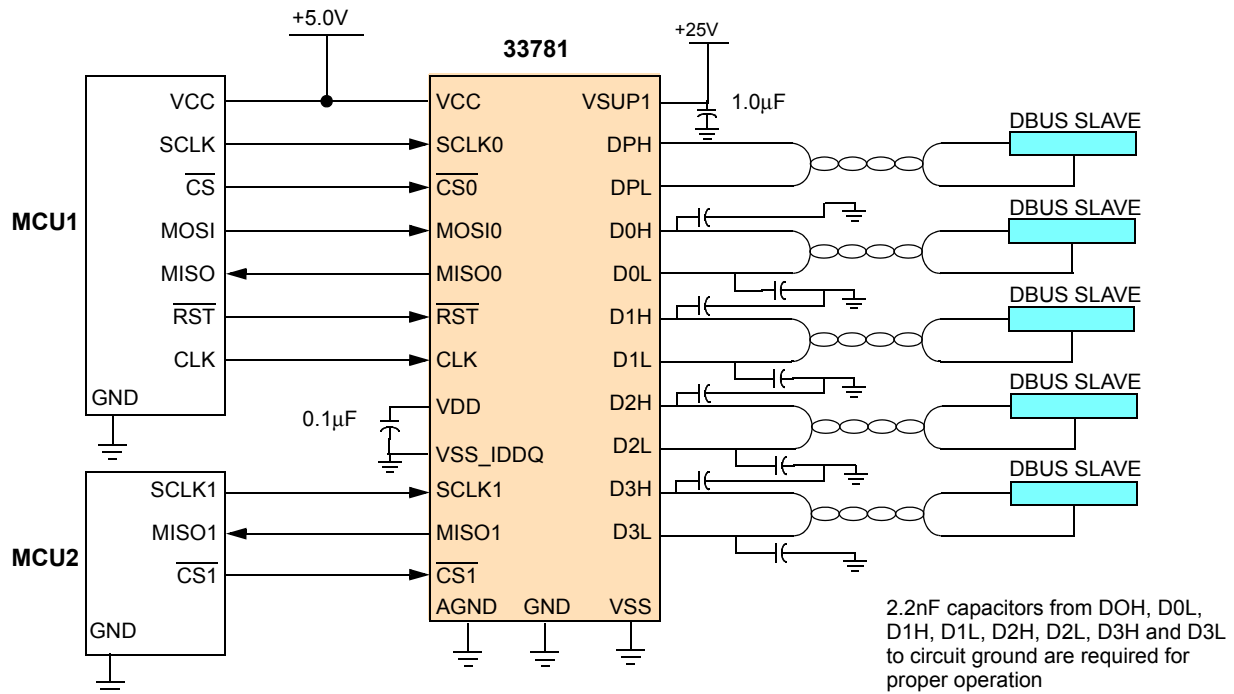 +5.0V
33781
+25V
VCC
VCC
VSUP1
1.0μF
DBUS SLAVE
SCLK
SCLK0
DPH
CS
CS0
DPL
DBUS SLAVE
MCU1
MOSI
MOSI0
D0H
MISO
MISO0
D0L
DBUS SLAVE
RST
RST
D1H
CLK
CLK
D1L
DBUS SLAVE
GND
VDD
D2H
0.1μF
VSS_IDDQ
D2L
DBUS SLAVE
SCLK1
SCLK1
D3H
MISO1
MISO1
D3L
MCU2
CS1
CS1
AGND
GND
VSS
GND
2.2nF capacitors from DOH, D0L,
D1H, D1L, D2H, D2L, D3H and D3L
to circuit ground are required for
proper operation